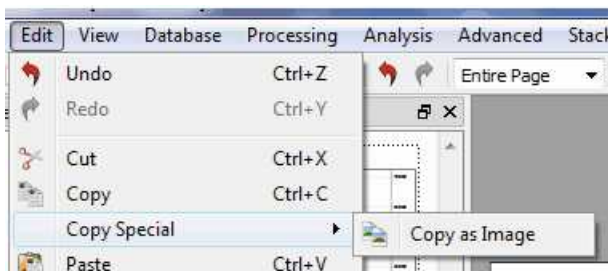 Edit View Database Processing Analysis Advanced Stack
Undo Ctrl+Z Entire Page
Redo Ctrl+Y
Cut Ctrl+X
Copy Ctrl+C
Copy Special Copy as Image
Paste Ctrl+V